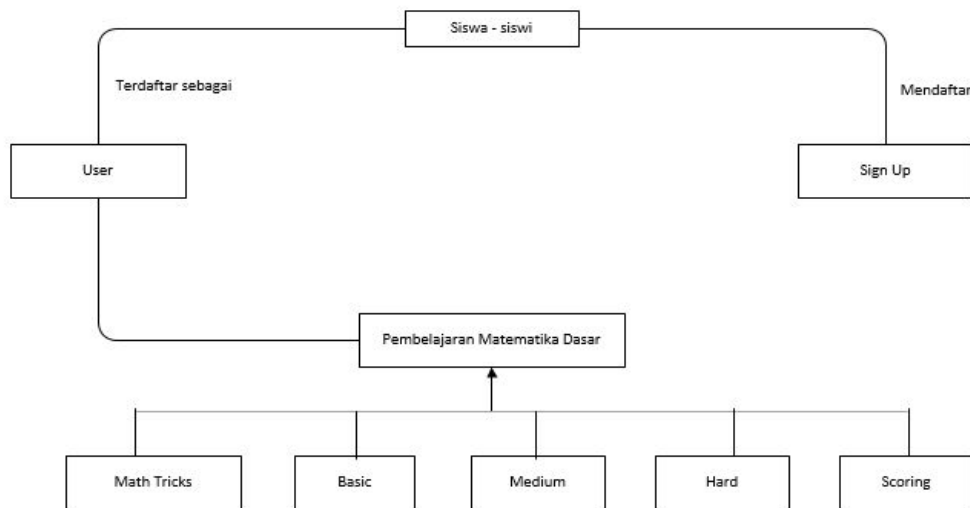 Siswa - siswi
Terdaftar sebagai
Mendaftar
User
Sign Up
Pembelajaran Matematika Dasar
Math Tricks
Basic
Medium
Hard
Scoring